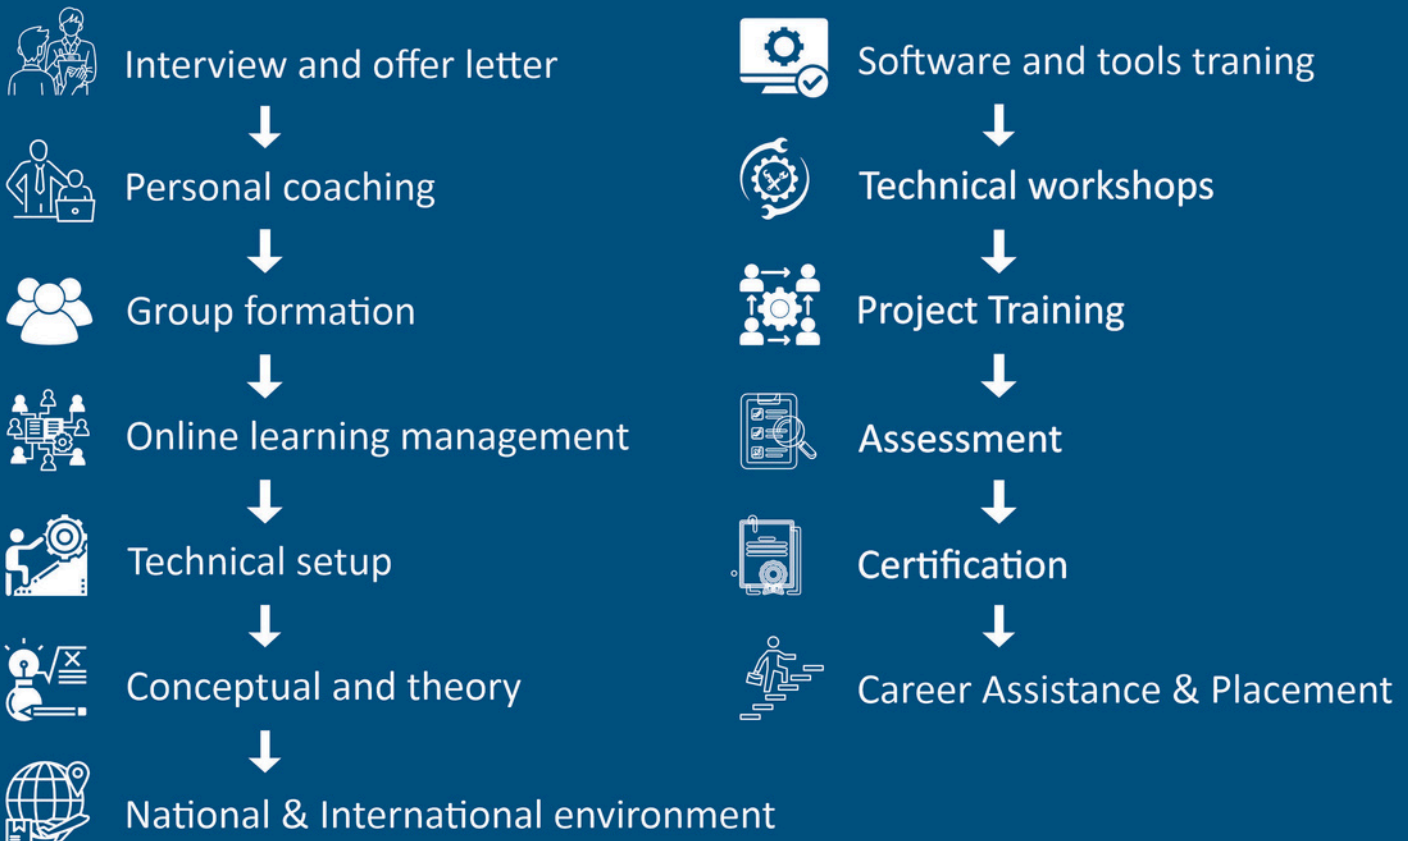 Interview and offer letter
Personal coaching
Group formation
Online learning management
Technical setup
Conceptual and theory
National & International environment
Software and tools traning
Technical workshops
Project Training
Assessment
Certification
Career Assistance & Placement